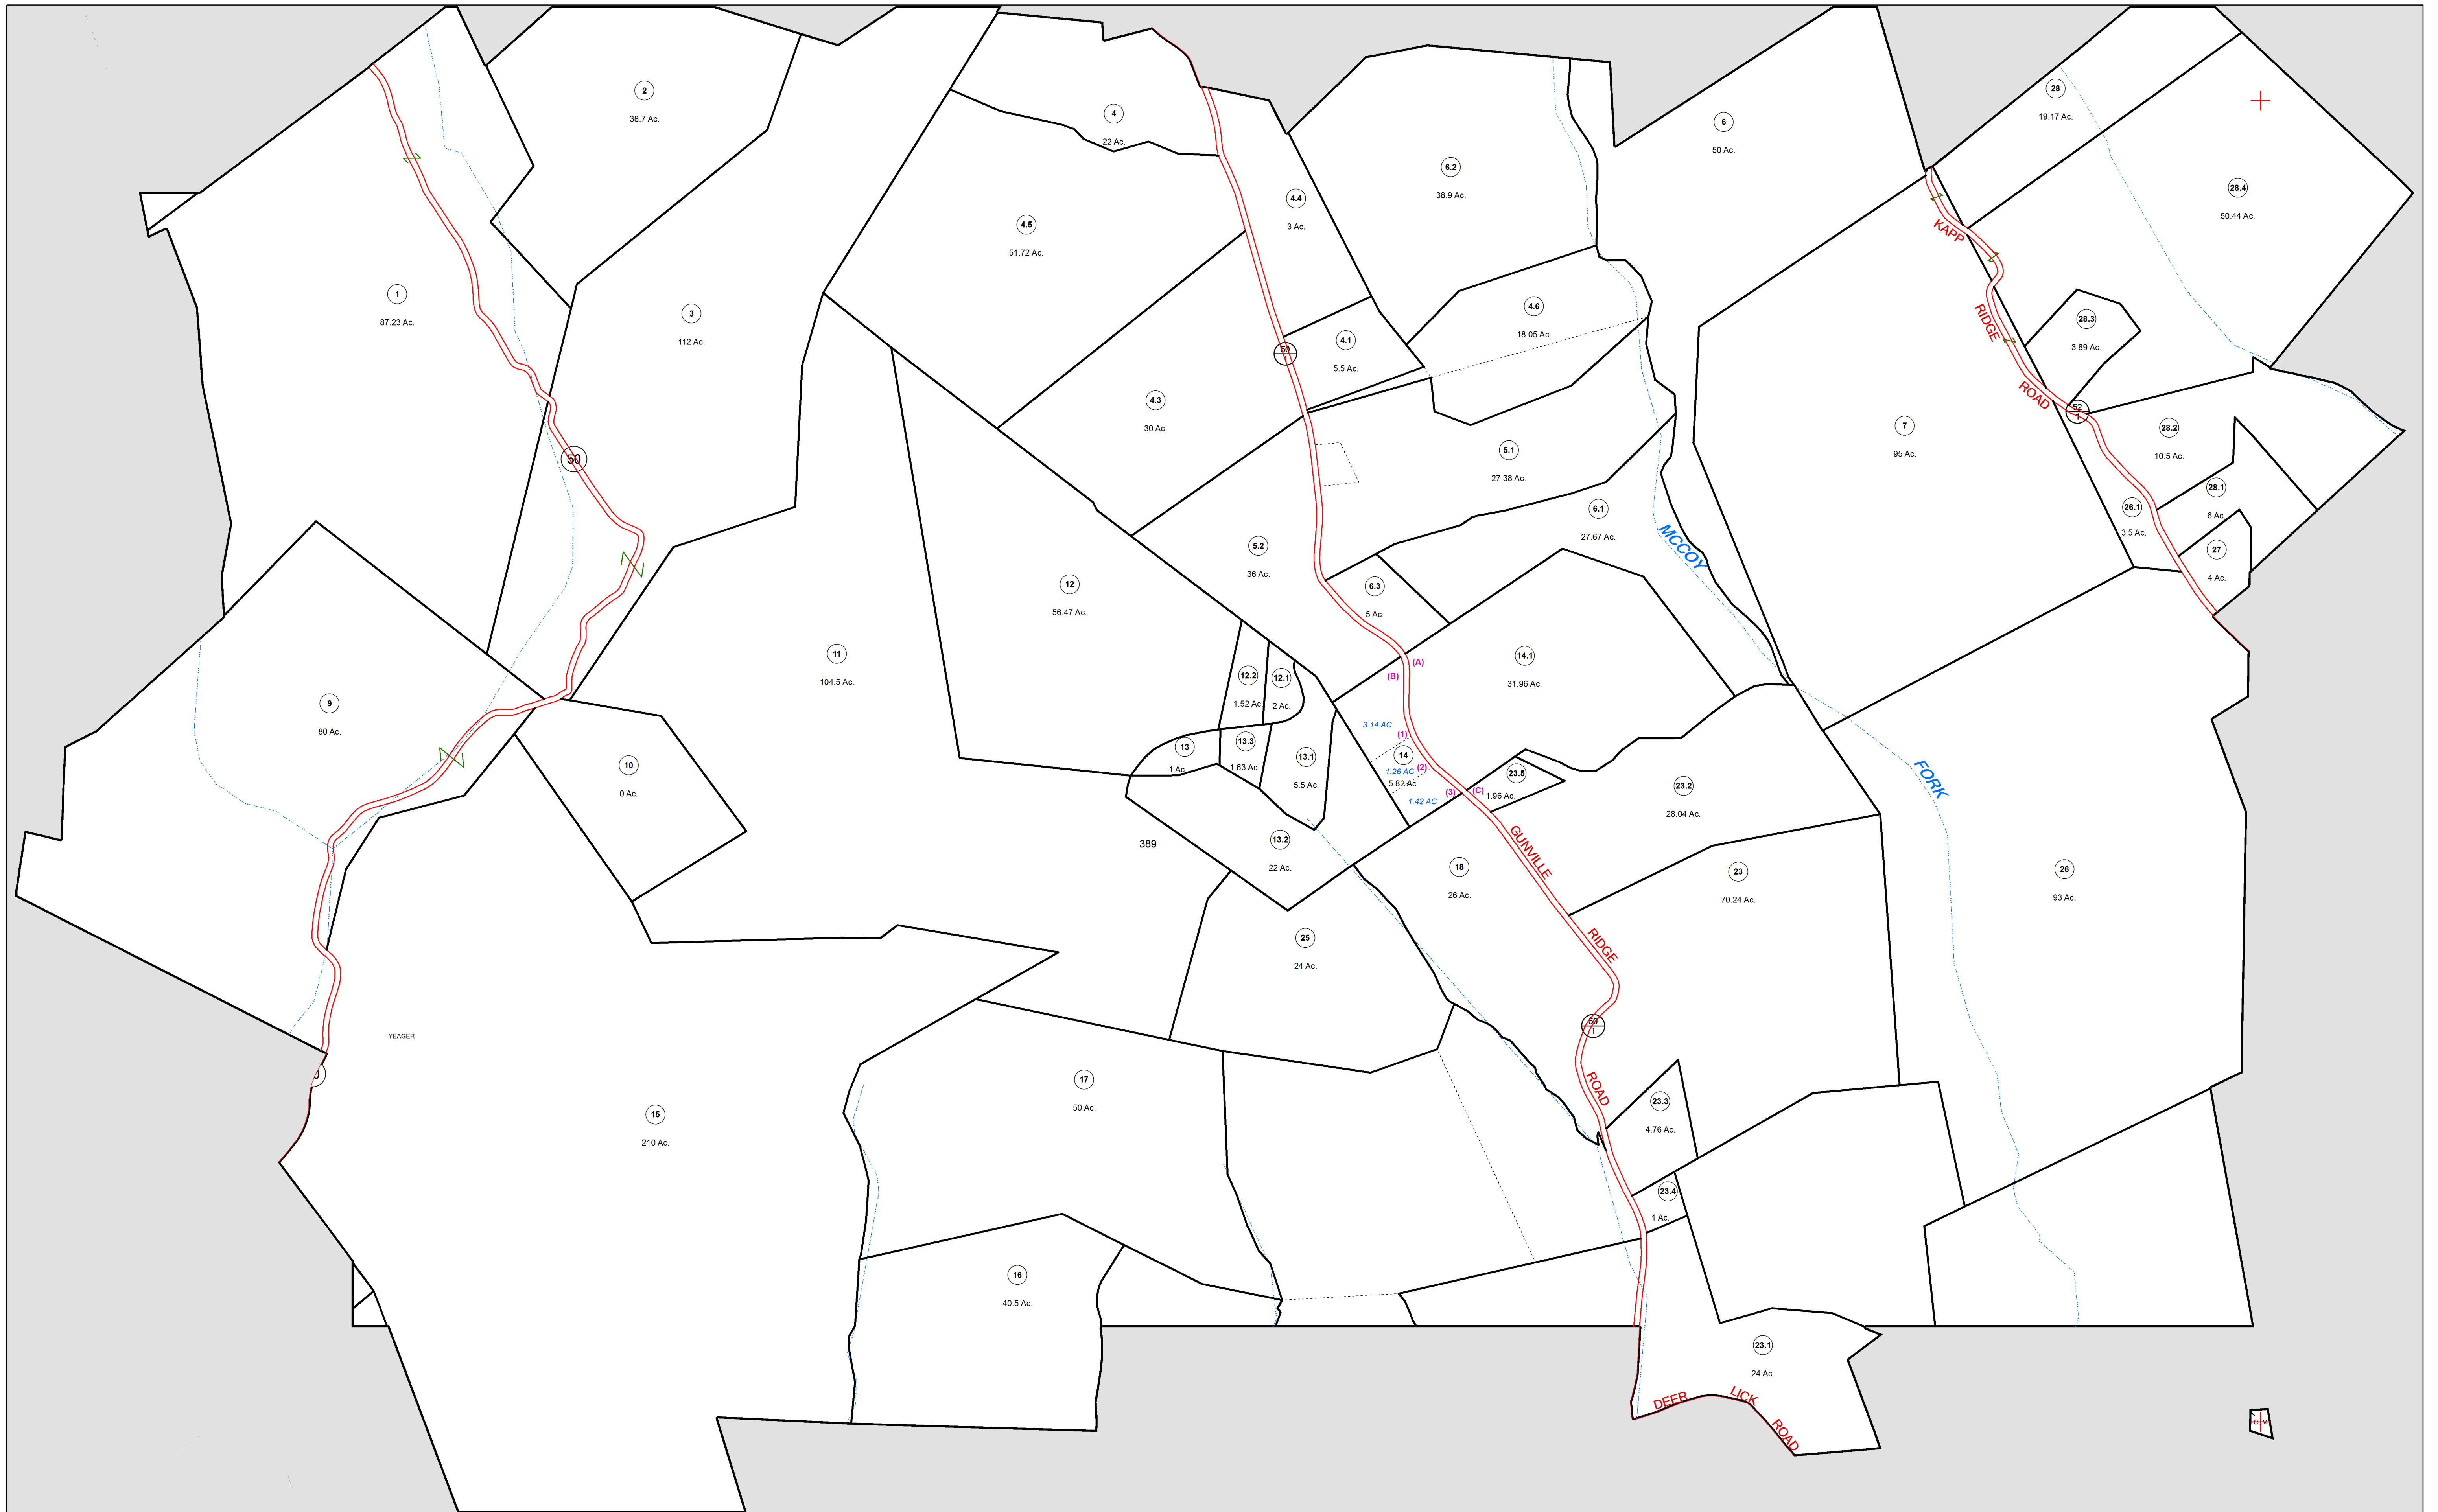 2
38.7 Ac.
4
22 Ac.
28
19.17 Ac.
6
50 Ac.
6.2
38.9 Ac.
28.4
50.44 Ac.
4.4
3 Ac.
4.5
51.72 Ac.
KAPP
RIDGE
ROAD
1
87.23 Ac.
3
112 Ac.
4.6
18.05 Ac.
28.3
3.89 Ac.
4.1
5.5 Ac.
50
1
4.3
30 Ac.
52
1
7
95 Ac.
28.2
10.5 Ac.
5.1
27.38 Ac.
50
28.1
6 Ac.
26.1
3.5 Ac.
6.1
27.67 Ac.
MCCOY
FORK
5.2
36 Ac.
27
4 Ac.
12
56.47 Ac.
6.3
5 Ac.
11
104.5 Ac.
14.1
31.96 Ac.
(A)
(B)
12.2
1.52 Ac.
12.1
2 Ac.
9
80 Ac.
3.14 AC
(1)
13
1 Ac.
13.3
1.63 Ac.
13.1
5.5 Ac.
14
1.26 AC
5.82 Ac.
(2)
1.42 AC
(3)
(C)
23.5
1.96 Ac.
10
0 Ac.
23.2
28.04 Ac.
389
13.2
22 Ac.
GUNVILLE
RIDGE
ROAD
18
26 Ac.
23
70.24 Ac.
26
93 Ac.
25
24 Ac.
50
1
YEAGER
17
50 Ac.
15
210 Ac.
23.3
4.76 Ac.
23.4
1 Ac.
16
40.5 Ac.
23.1
24 Ac.
DEER
LICK
ROAD